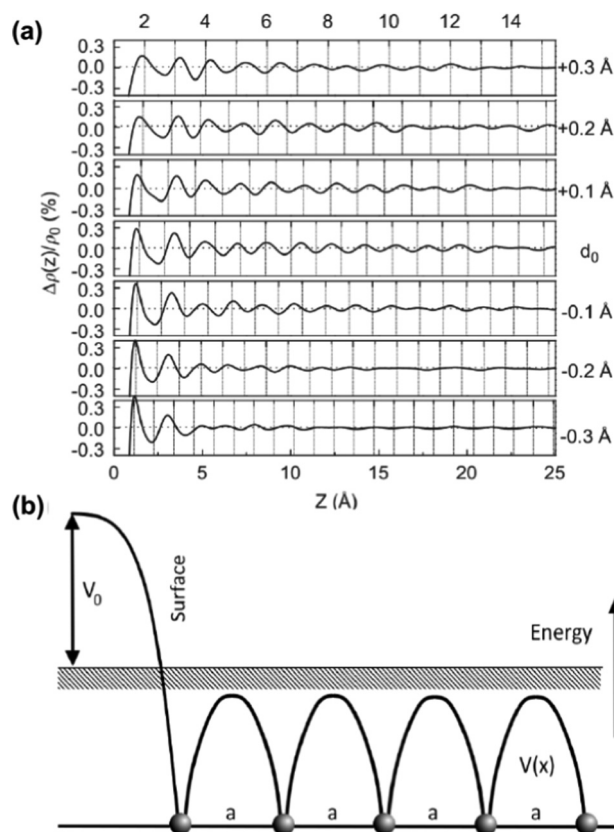 (a)
2 4 6 8 10 12 14
0.3
0.0
-0.3
+0.3 Å
0.3
0.0
-0.3
+0.2 Å
0.3
0.0
-0.3
+0.1 Å
0.3
0.0
-0.3
d0
0.3
0.0
-0.3
-0.1 Å
0.3
0.0
-0.3
-0.2 Å
0.3
0.0
-0.3
-0.3 Å
Δρ(z)/ρ0 (%)
0 5 10 15 20 25
Z (Å)
(b)
V0
Surface
Energy
V(x)
a a a a